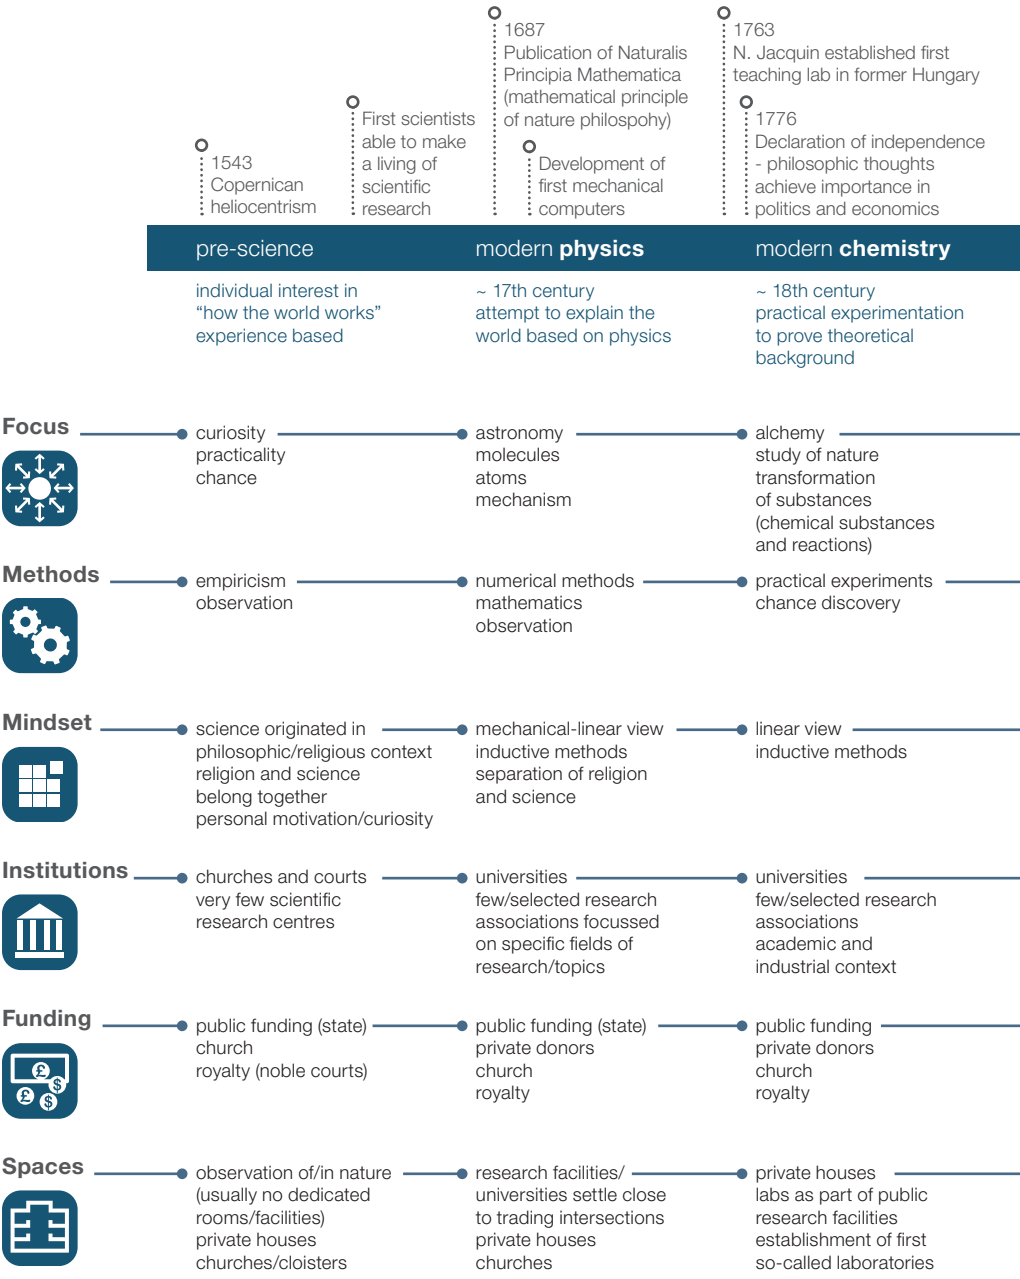 1687
Publication of Naturalis
Principia Mathematica
(mathematical principle
of nature philospohy)
1763
N. Jacquin established first
teaching lab in former Hungary
First scientists
able to make
a living of
scientific
research
1776
Declaration of independence
- philosophic thoughts
achieve importance in
politics and economics
1543
Copernican
heliocentrism
Development of
first mechanical
computers
pre-science
modern physics
modern chemistry
individual interest in
“how the world works”
experience based
~ 17th century
attempt to explain the
world based on physics
~ 18th century
practical experimentation
to prove theoretical
background
Focus
curiosity
practicality
chance
astronomy
molecules
atoms
mechanism
alchemy
study of nature
transformation
of substances
(chemical substances
and reactions)
Methods
empiricism
observation
numerical methods
mathematics
observation
practical experiments
chance discovery
Mindset
science originated in
philosophic/religious context
religion and science
belong together
personal motivation/curiosity
mechanical-linear view
inductive methods
separation of religion
and science
linear view
inductive methods
Institutions
churches and courts
very few scientific
research centres
universities
few/selected research
associations focussed
on specific fields of
research/topics
universities
few/selected research
associations
academic and
industrial context
Funding
£
$
£
$
public funding (state)
church
royalty (noble courts)
public funding (state)
private donors
church
royalty
public funding
private donors
church
royalty
Spaces
observation of/in nature
(usually no dedicated
rooms/facilities)
private houses
churches/cloisters
research facilities/
universities settle close
to trading intersections
private houses
churches
private houses
labs as part of public
research facilities
establishment of first
so-called laboratories